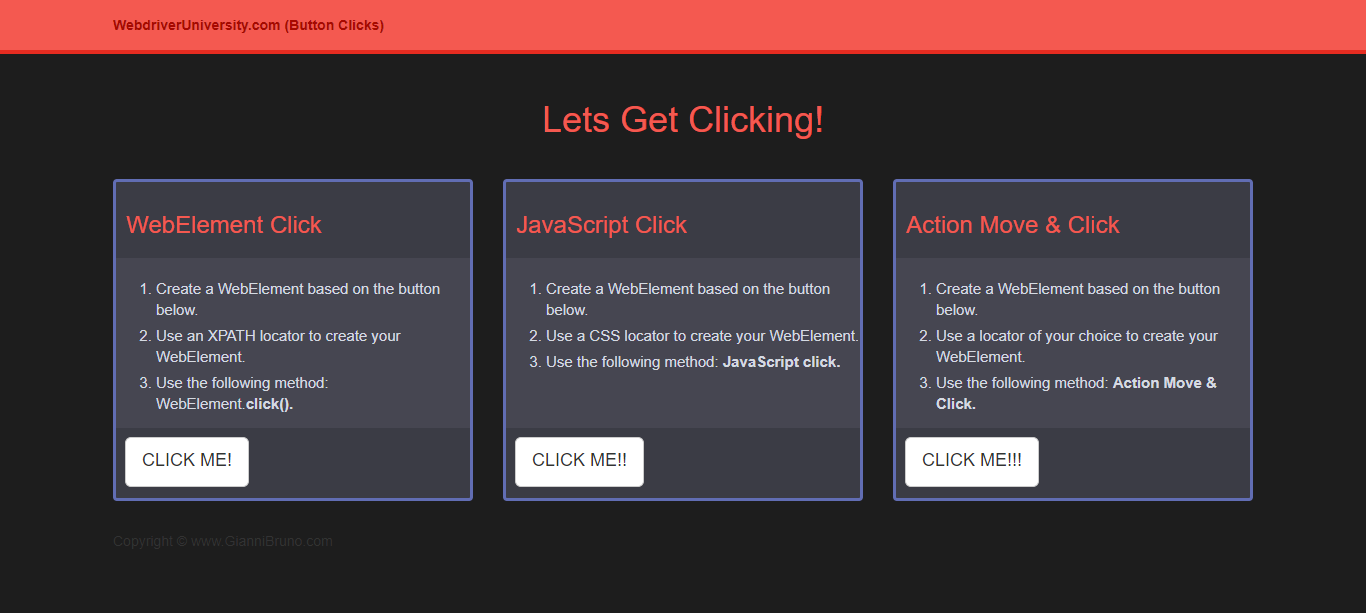 WebdriverUniversity.com (Button Clicks)
Lets Get Clicking!
WebElement Click
1. Create a WebElement based on the button
below.
2. Use an XPATH locator to create your
WebElement.
3. Use the following method:
WebElement.click().
CLICK ME!
JavaScript Click
1. Create a WebElement based on the button
below.
2. Use a CSS locator to create your WebElement.
3. Use the following method: JavaScript click.
CLICK ME!!
Action Move & Click
1. Create a WebElement based on the button
below.
2. Use a locator of your choice to create your
WebElement.
3. Use the following method: Action Move &
Click.
CLICK ME!!!
Copyright © www.GianniBruno.com